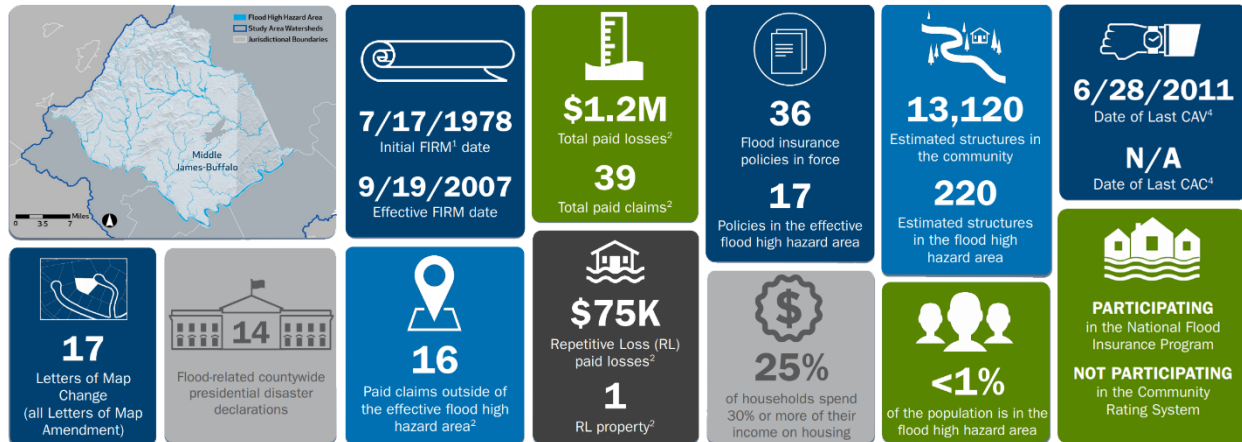 Flood High Hazard Area
Study Area Watersheds
Jurisdictional Boundaries
Middle
James-Buffalo
Miles
0 3.5 7
7/17/1978
Initial FIRM¹ date
9/19/2007
Effective FIRM date
$1.2M
Total paid losses²
39
Total paid claims²
36
Flood insurance
policies in force
17
Policies in the effective
flood high hazard area
13,120
Estimated structures
in the community
220
Estimated structures
in the flood high
hazard area
6/28/2011
Date of Last CAV⁴
N/A
Date of Last CAC⁴
17
Letters of Map
Change
(all Letters of Map
Amendment)
14
Flood-related countywide
presidential disaster
declarations
16
Paid claims outside of
the effective flood high
hazard area²
$75K
Repetitive Loss (RL)
paid losses²
1
RL property²
$
25%
of households spend
30% or more of their
income on housing
<1%
of the population is in the
flood high hazard area
PARTICIPATING
in the National Flood
Insurance Program
NOT PARTICIPATING
in the Community
Rating System